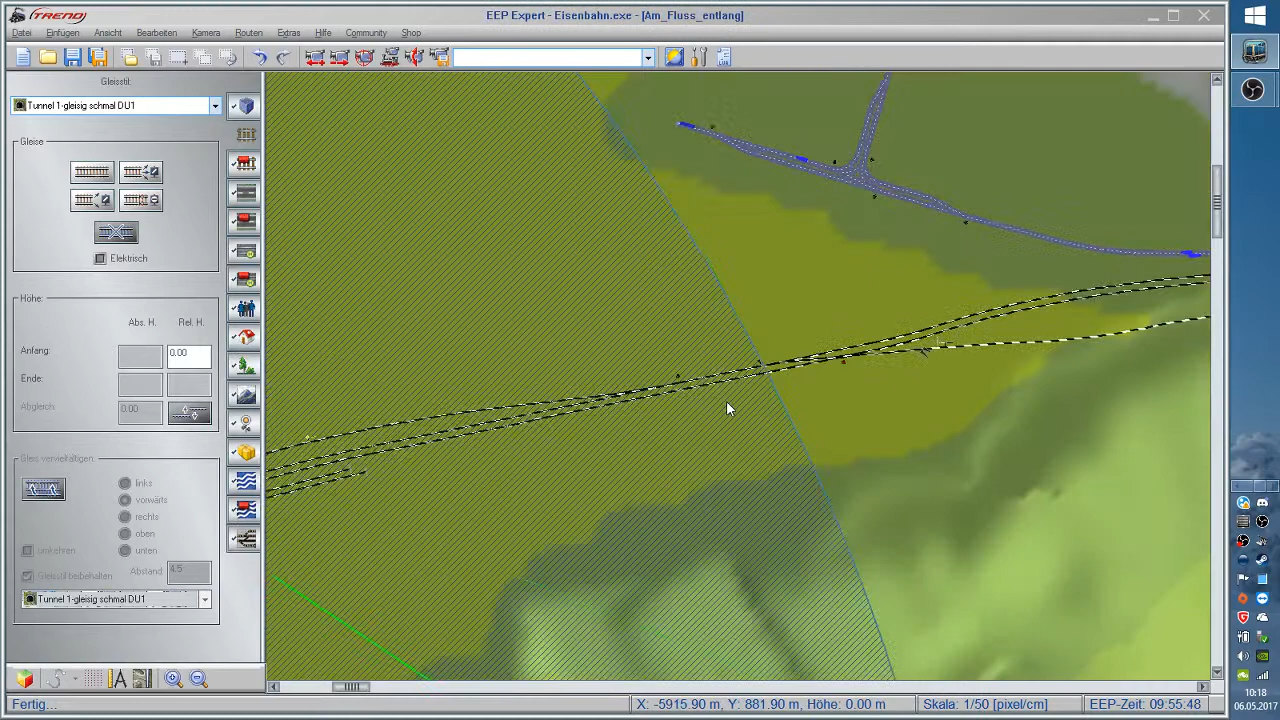 TREND
EEP Expert - Eisenbahn.exe - [Am_Fluss_entlang]
Datei Einfügen Ansicht Bearbeiten Kamera Routen Extras Hilfe Community Shop
Gleisstil:
Tunnel 1-gleisig schmal DU1
Gleise
Elektrisch
Höhe:
Abs. H. Rel. H.
Anfang: 0.00
Ende:
Abgleich: 0.00
Gleis vervielfältigen:
links
vorwärts
rechts
oben
umkehren unten
Gleisstil beibehalten Abstand 4.5
Tunnel 1-gleisig schmal DU1
Fertig... X: -5915.90 m, Y: 881.90 m, Höhe: 0.00 m Skala: 1/50 [pixel/cm] EEP-Zeit: 09:55:48
10:18
06.05.2017